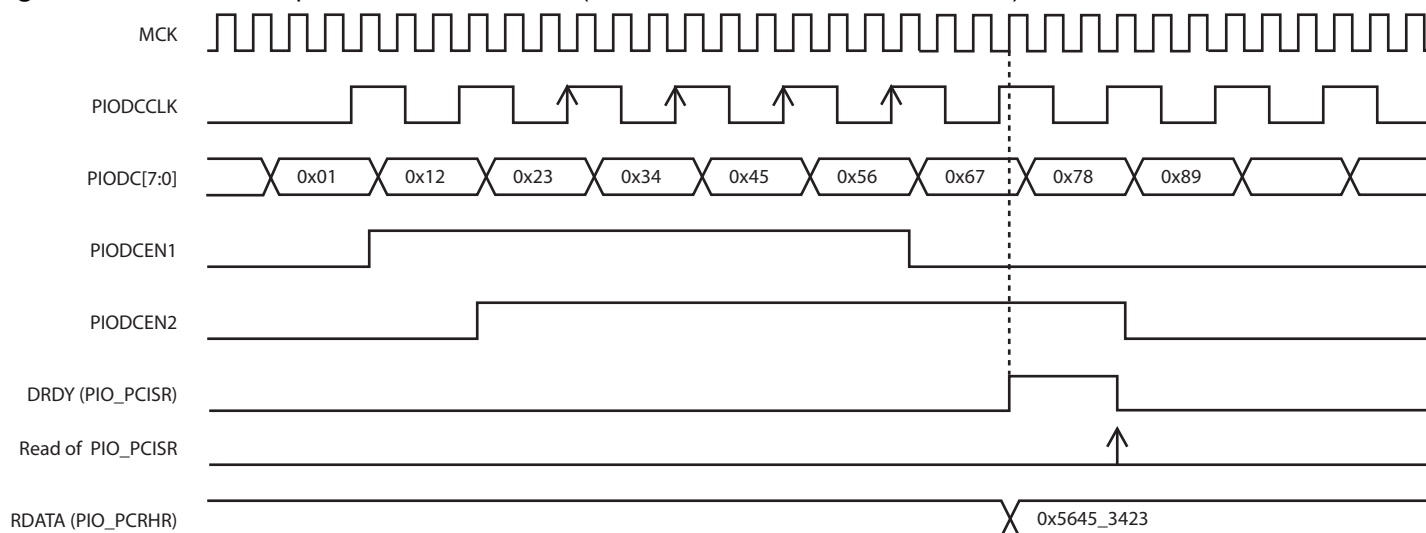 MCK
PIODCCLK
PIODC[7:0] 0x01 0x12 0x23 0x34 0x45 0x56 0x67 0x78 0x89
PIODCEN1
PIODCEN2
DRDY (PIO_PCISR)
Read of PIO_PCISR
RDATA (PIO_PCRHR) 0x5645_3423